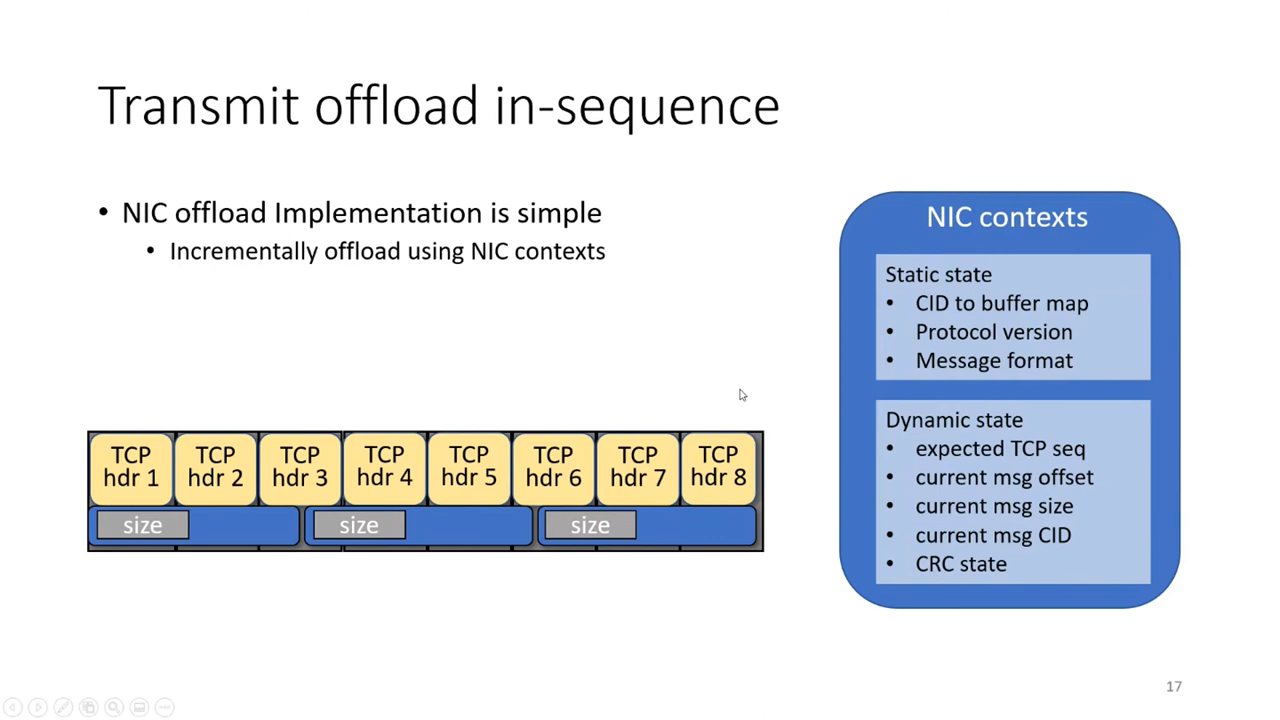 Transmit offload in-sequence
• NIC offload Implementation is simple
• Incrementally offload using NIC contexts
TCP hdr 1
TCP hdr 2
TCP hdr 3
TCP hdr 4
TCP hdr 5
TCP hdr 6
TCP hdr 7
TCP hdr 8
size
size
size
NIC contexts
Static state
• CID to buffer map
• Protocol version
• Message format
Dynamic state
• expected TCP seq
• current msg offset
• current msg size
• current msg CID
• CRC state
17